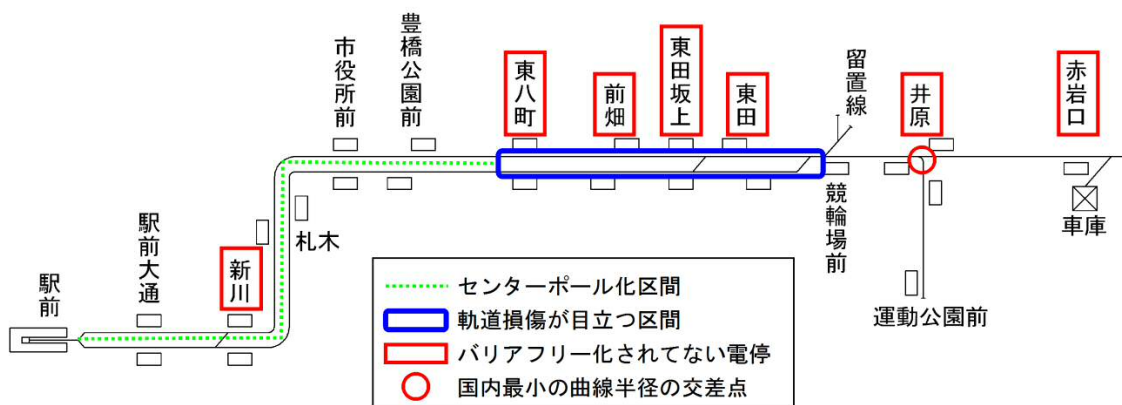 駅前
駅前大通
新川
札木
市役所前
豊橋公園前
東八町
前畑
東田坂上
東田
留置線
競輪場前
井原
運動公園前
赤岩口
車庫
センターポール化区間
軌道損傷が目立つ区間
バリアフリー化されてない電停
国内最小の曲線半径の交差点